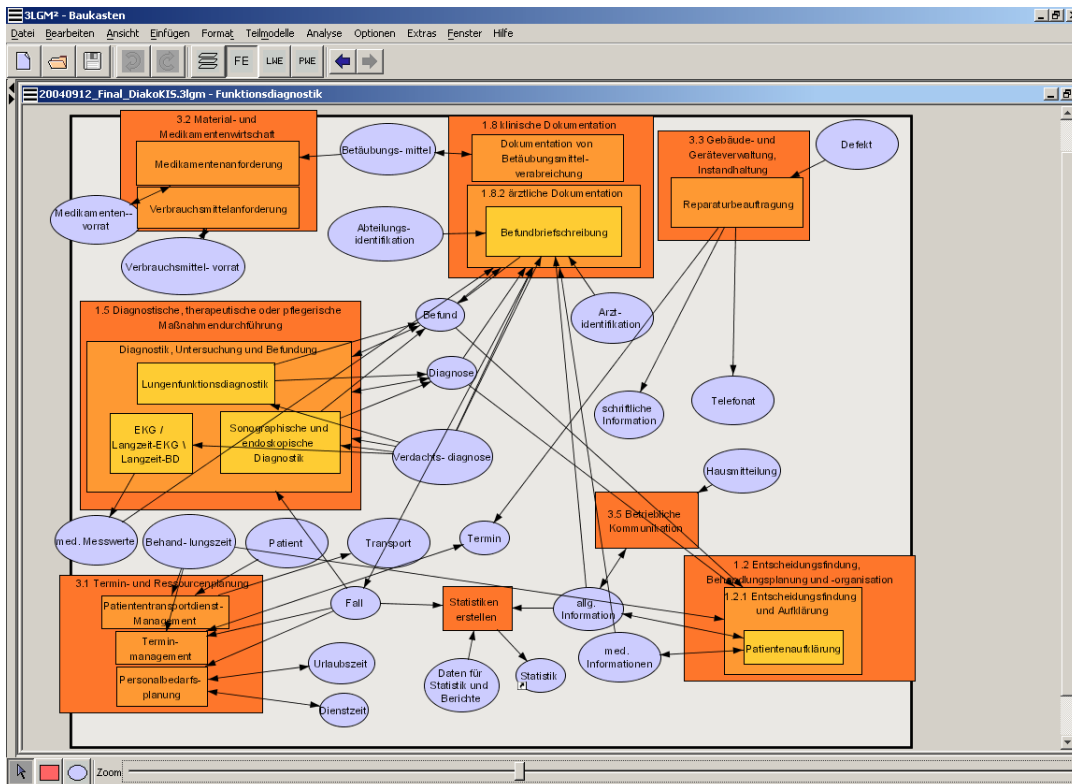 3LGM² - Baukasten
Datei Bearbeiten Ansicht Einfügen Format Teilmodelle Analyse Optionen Extras Fenster Hilfe
FE LWE PWE
20040912_Final_DiakoKIS.3lgm - Funktionsdiagnostik
3.2 Material- und
Medikamentenwirtschaft
Medikamentenanforderung
Verbrauchsmittelanforderung
Medikamenten--
vorrat
Verbrauchsmittel- vorrat
Betäubungs- mittel
1.8 klinische Dokumentation
Dokumentation von
Betäubungsmittel-
verabreichung
1.8.2 ärztliche Dokumentation
Befundbriefschreibung
Abteilungs-
identifikation
3.3 Gebäude- und
Geräteverwaltung,
Instandhaltung
Reparaturbeauftragung
Defekt
1.5 Diagnostische, therapeutische oder pflegerische
Maßnahmendurchführung
Diagnostik, Untersuchung und Befundung
Lungenfunktionsdiagnostik
EKG /
Langzeit-EKG \
Langzeit-BD
Sonographische und
endoskopische
Diagnostik
Befund
Diagnose
Verdachts- diagnose
Arzt-
identifikation
schriftliche
Information
Telefonat
Hausmitteilung
3.5 Betriebliche
Kommunikation
med. Messwerte
Behand- lungszeit
Patient
Transport
Termin
3.1 Termin- und Ressourcenplanung
Patiententransportdienst-
Management
Termin-
management
Personalbedarfs-
planung
Fall
Urlaubszeit
Dienstzeit
Statistiken
erstellen
Daten für
Statistik und
Berichte
Statistik
allg.
Information
med.
Informationen
1.2 Entscheidungsfindung,
Behandlungsplanung und -organisation
1.2.1 Entscheidungsfindung
und Aufklärung
Patientenaufklärung
Zoom